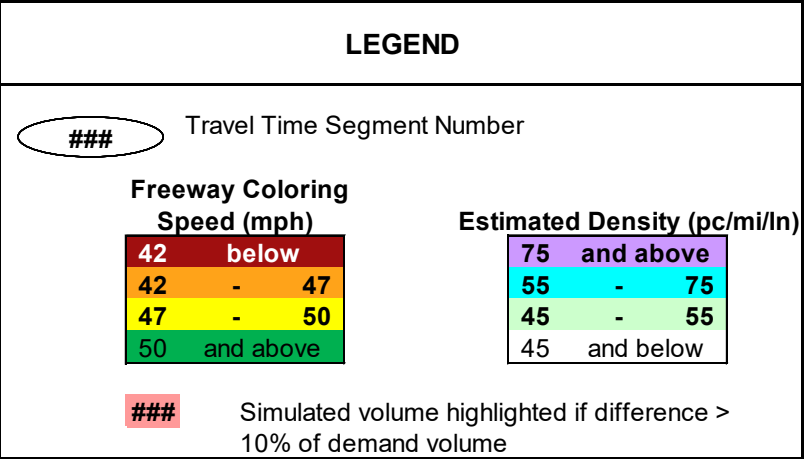 LEGEND
### Travel Time Segment Number
Freeway Coloring
Speed (mph) Estimated Density (pc/mi/ln)
42 below 75 and above
42 - 47 55 - 75
47 - 50 45 - 55
50 and above 45 and below
### Simulated volume highlighted if difference >
10% of demand volume